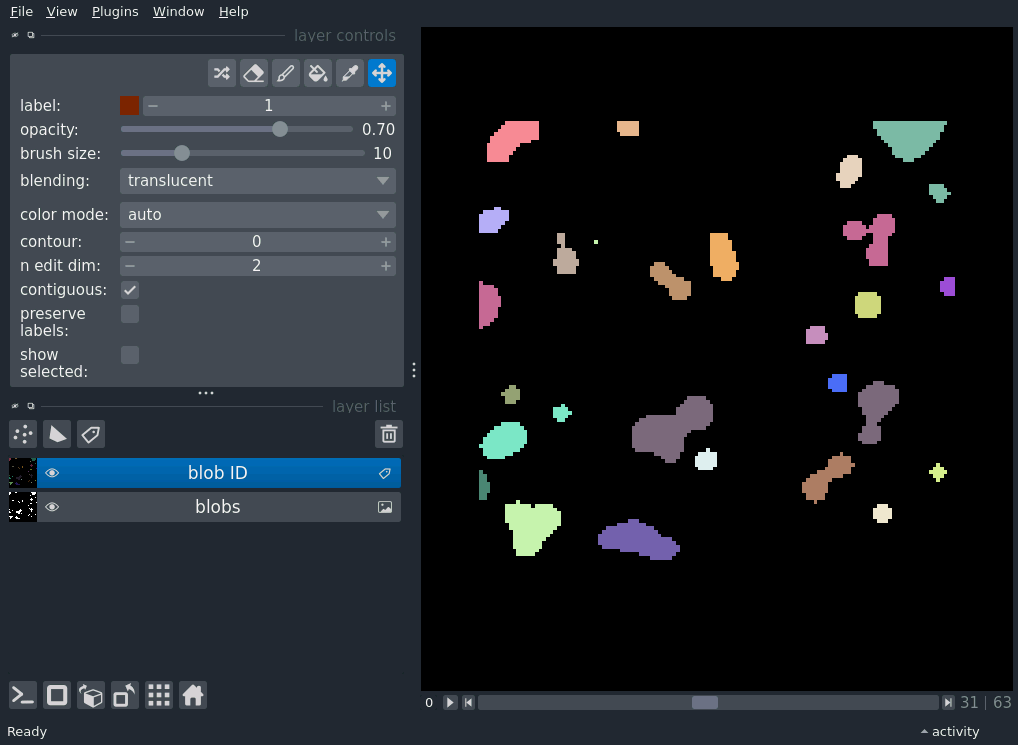 File View Plugins Window Help
layer controls
label: 1
opacity: 0.70
brush size: 10
blending: translucent
color mode: auto
contour: 0
n edit dim: 2
contiguous:
preserve
labels:
show
selected:
layer list
blob ID
blobs
0 31 | 63
Ready activity